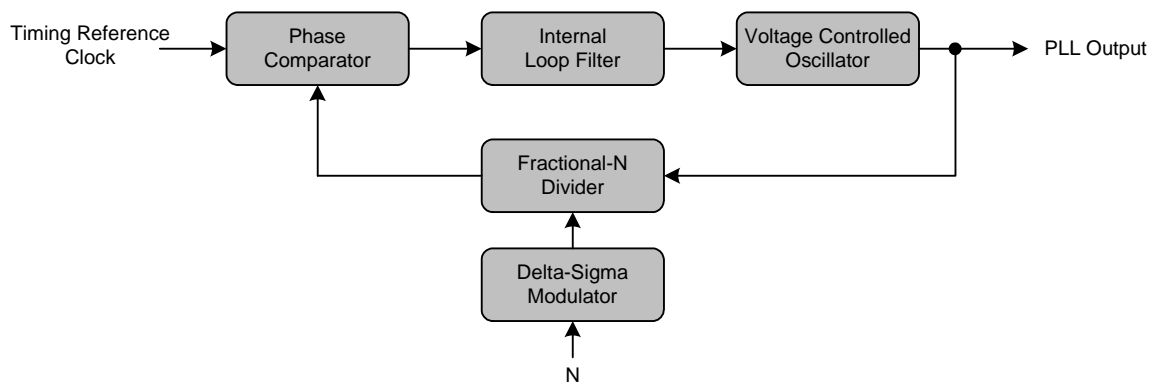 Timing Reference
Clock
Phase
Comparator
Internal
Loop Filter
Voltage Controlled
Oscillator
PLL Output
Fractional-N
Divider
Delta-Sigma
Modulator
N